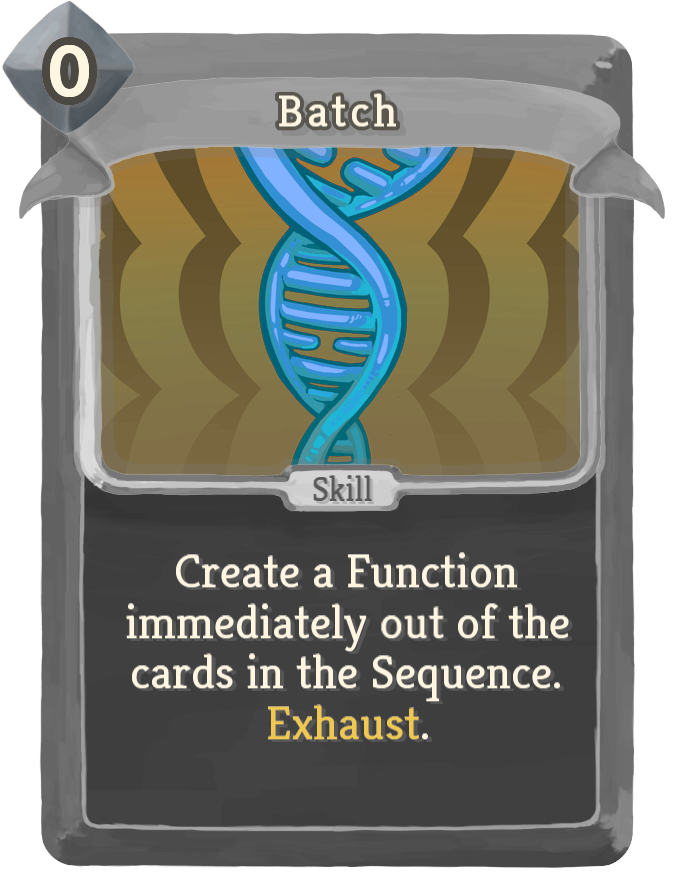 0
Batch
Skill
Create a Function
immediately out of the
cards in the Sequence.
Exhaust.